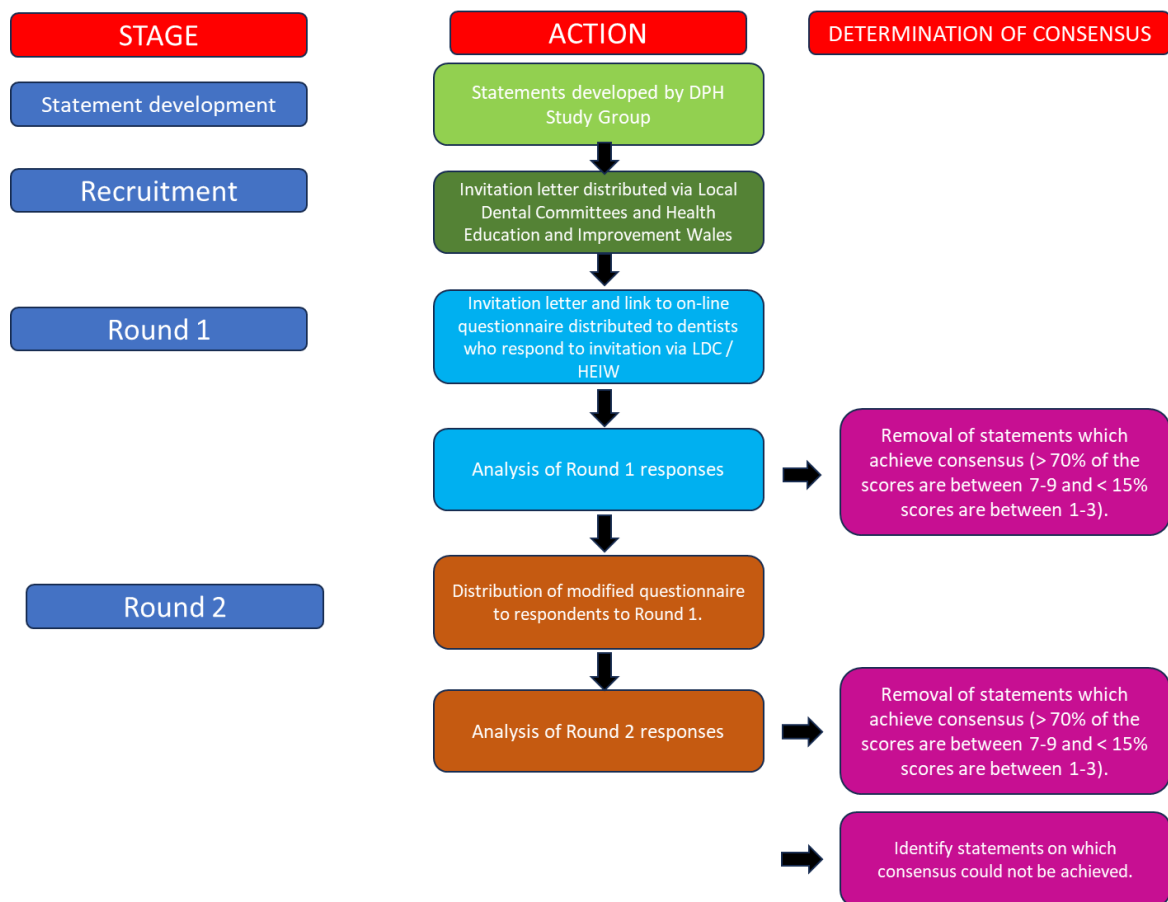 STAGE
ACTION
DETERMINATION OF CONSENSUS
Statement development
Statements developed by DPH
Study Group
Recruitment
Invitation letter distributed via Local
Dental Committees and Health
Education and Improvement Wales
Round 1
Invitation letter and link to on-line
questionnaire distributed to dentists
who respond to invitation via LDC /
HEIW
Analysis of Round 1 responses
Removal of statements which
achieve consensus (> 70% of the
scores are between 7-9 and < 15%
scores are between 1-3).
Round 2
Distribution of modified questionnaire
to respondents to Round 1.
Analysis of Round 2 responses
Removal of statements which
achieve consensus (> 70% of the
scores are between 7-9 and < 15%
scores are between 1-3).
Identify statements on which
consensus could not be achieved.